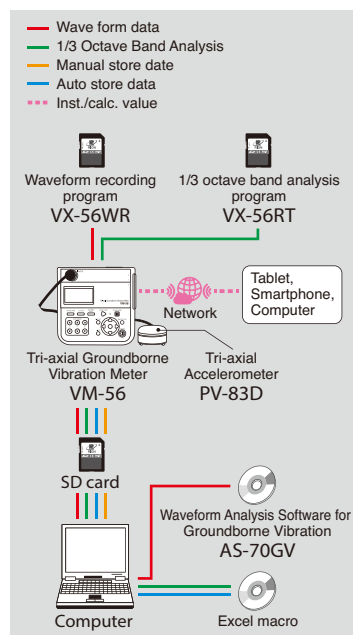 Wave form data
1/3 Octave Band Analysis
Manual store date
Auto store data
Inst./calc. value
Waveform recording
program
VX-56WR
1/3 octave band analysis
program
VX-56RT
Network
Tablet,
Smartphone,
Computer
Tri-axial Groundborne
Vibration Meter
VM-56
Tri-axial
Accelerometer
PV-83D
SD card
Computer
Waveform Analysis Software for
Groundborne Vibration
AS-70GV
Excel macro